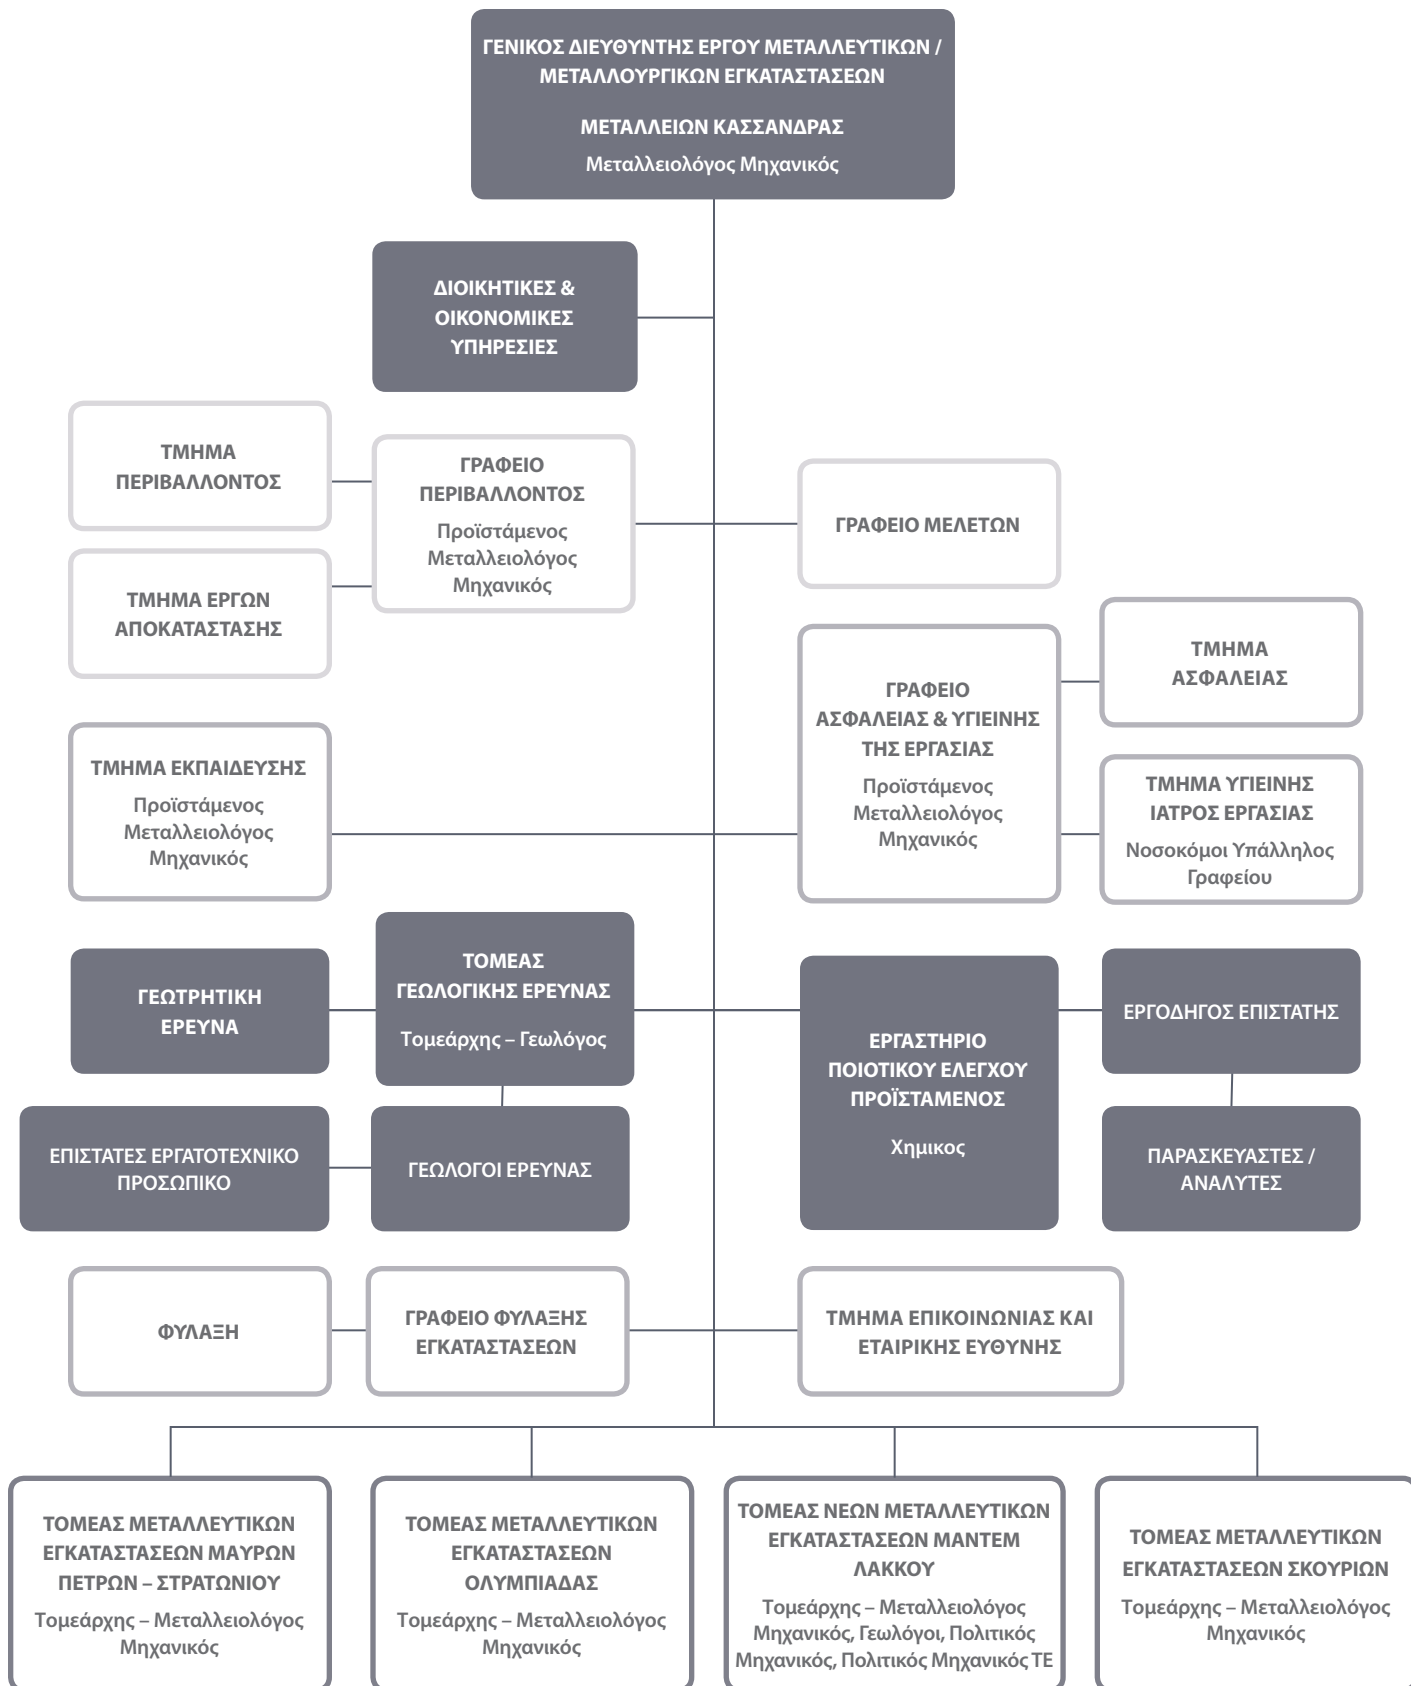 ΓΕΝΙΚΟΣ ΔΙΕΥΘΥΝΤΗΣ ΕΡΓΟΥ ΜΕΤΑΛΛΕΥΤΙΚΩΝ /
ΜΕΤΑΛΛΟΥΡΓΙΚΩΝ ΕΓΚΑΤΑΣΤΑΣΕΩΝ
ΜΕΤΑΛΛΕΙΩΝ ΚΑΣΣΑΝΔΡΑΣ
Μεταλλειολόγος Μηχανικός
ΔΙΟΙΚΗΤΙΚΕΣ &
ΟΙΚΟΝΟΜΙΚΕΣ
ΥΠΗΡΕΣΙΕΣ
ΤΜΗΜΑ
ΠΕΡΙΒΑΛΛΟΝΤΟΣ
ΓΡΑΦΕΙΟ
ΠΕΡΙΒΑΛΛΟΝΤΟΣ
Προϊστάμενος
Μεταλλειολόγος
Μηχανικός
ΓΡΑΦΕΙΟ ΜΕΛΕΤΩΝ
ΤΜΗΜΑ ΕΡΓΩΝ
ΑΠΟΚΑΤΑΣΤΑΣΗΣ
ΤΜΗΜΑ
ΑΣΦΑΛΕΙΑΣ
ΓΡΑΦΕΙΟ
ΑΣΦΑΛΕΙΑΣ & ΥΓΙΕΙΝΗΣ
ΤΗΣ ΕΡΓΑΣΙΑΣ
Προϊστάμενος
Μεταλλειολόγος
Μηχανικός
ΤΜΗΜΑ ΕΚΠΑΙΔΕΥΣΗΣ
Προϊστάμενος
Μεταλλειολόγος
Μηχανικός
ΤΜΗΜΑ ΥΓΙΕΙΝΗΣ
ΙΑΤΡΟΣ ΕΡΓΑΣΙΑΣ
Νοσοκόμοι Υπάλληλος
Γραφείου
ΓΕΩΤΡΗΤΙΚΗ
ΕΡΕΥΝΑ
ΤΟΜΕΑΣ
ΓΕΩΛΟΓΙΚΗΣ ΕΡΕΥΝΑΣ
Τομεάρχης – Γεωλόγος
ΕΡΓΑΣΤΗΡΙΟ
ΠΟΙΟΤΙΚΟΥ ΕΛΕΓΧΟΥ
ΠΡΟΪΣΤΑΜΕΝΟΣ
Χημικος
ΕΡΓΟΔΗΓΟΣ ΕΠΙΣΤΑΤΗΣ
ΕΠΙΣΤΑΤΕΣ ΕΡΓΑΤΟΤΕΧΝΙΚΟ
ΠΡΟΣΩΠΙΚΟ
ΓΕΩΛΟΓΟΙ ΕΡΕΥΝΑΣ
ΠΑΡΑΣΚΕΥΑΣΤΕΣ /
ΑΝΑΛΥΤΕΣ
ΦΥΛΑΞΗ
ΓΡΑΦΕΙΟ ΦΥΛΑΞΗΣ
ΕΓΚΑΤΑΣΤΑΣΕΩΝ
ΤΜΗΜΑ ΕΠΙΚΟΙΝΩΝΙΑΣ ΚΑΙ
ΕΤΑΙΡΙΚΗΣ ΕΥΘΥΝΗΣ
ΤΟΜΕΑΣ ΜΕΤΑΛΛΕΥΤΙΚΩΝ
ΕΓΚΑΤΑΣΤΑΣΕΩΝ ΜΑΥΡΩΝ
ΠΕΤΡΩΝ – ΣΤΡΑΤΩΝΙΟΥ
Τομεάρχης – Μεταλλειολόγος
Μηχανικός
ΤΟΜΕΑΣ ΜΕΤΑΛΛΕΥΤΙΚΩΝ
ΕΓΚΑΤΑΣΤΑΣΕΩΝ
ΟΛΥΜΠΙΑΔΑΣ
Τομεάρχης – Μεταλλειολόγος
Μηχανικός
ΤΟΜΕΑΣ ΝΕΩΝ ΜΕΤΑΛΛΕΥΤΙΚΩΝ
ΕΓΚΑΤΑΣΤΑΣΕΩΝ ΜΑΝΤΕΜ
ΛΑΚΚΟΥ
Τομεάρχης – Μεταλλειολόγος
Μηχανικός, Γεωλόγοι, Πολιτικός
Μηχανικός, Πολιτικός Μηχανικός ΤΕ
ΤΟΜΕΑΣ ΜΕΤΑΛΛΕΥΤΙΚΩΝ
ΕΓΚΑΤΑΣΤΑΣΕΩΝ ΣΚΟΥΡΙΩΝ
Τομεάρχης – Μεταλλειολόγος
Μηχανικός